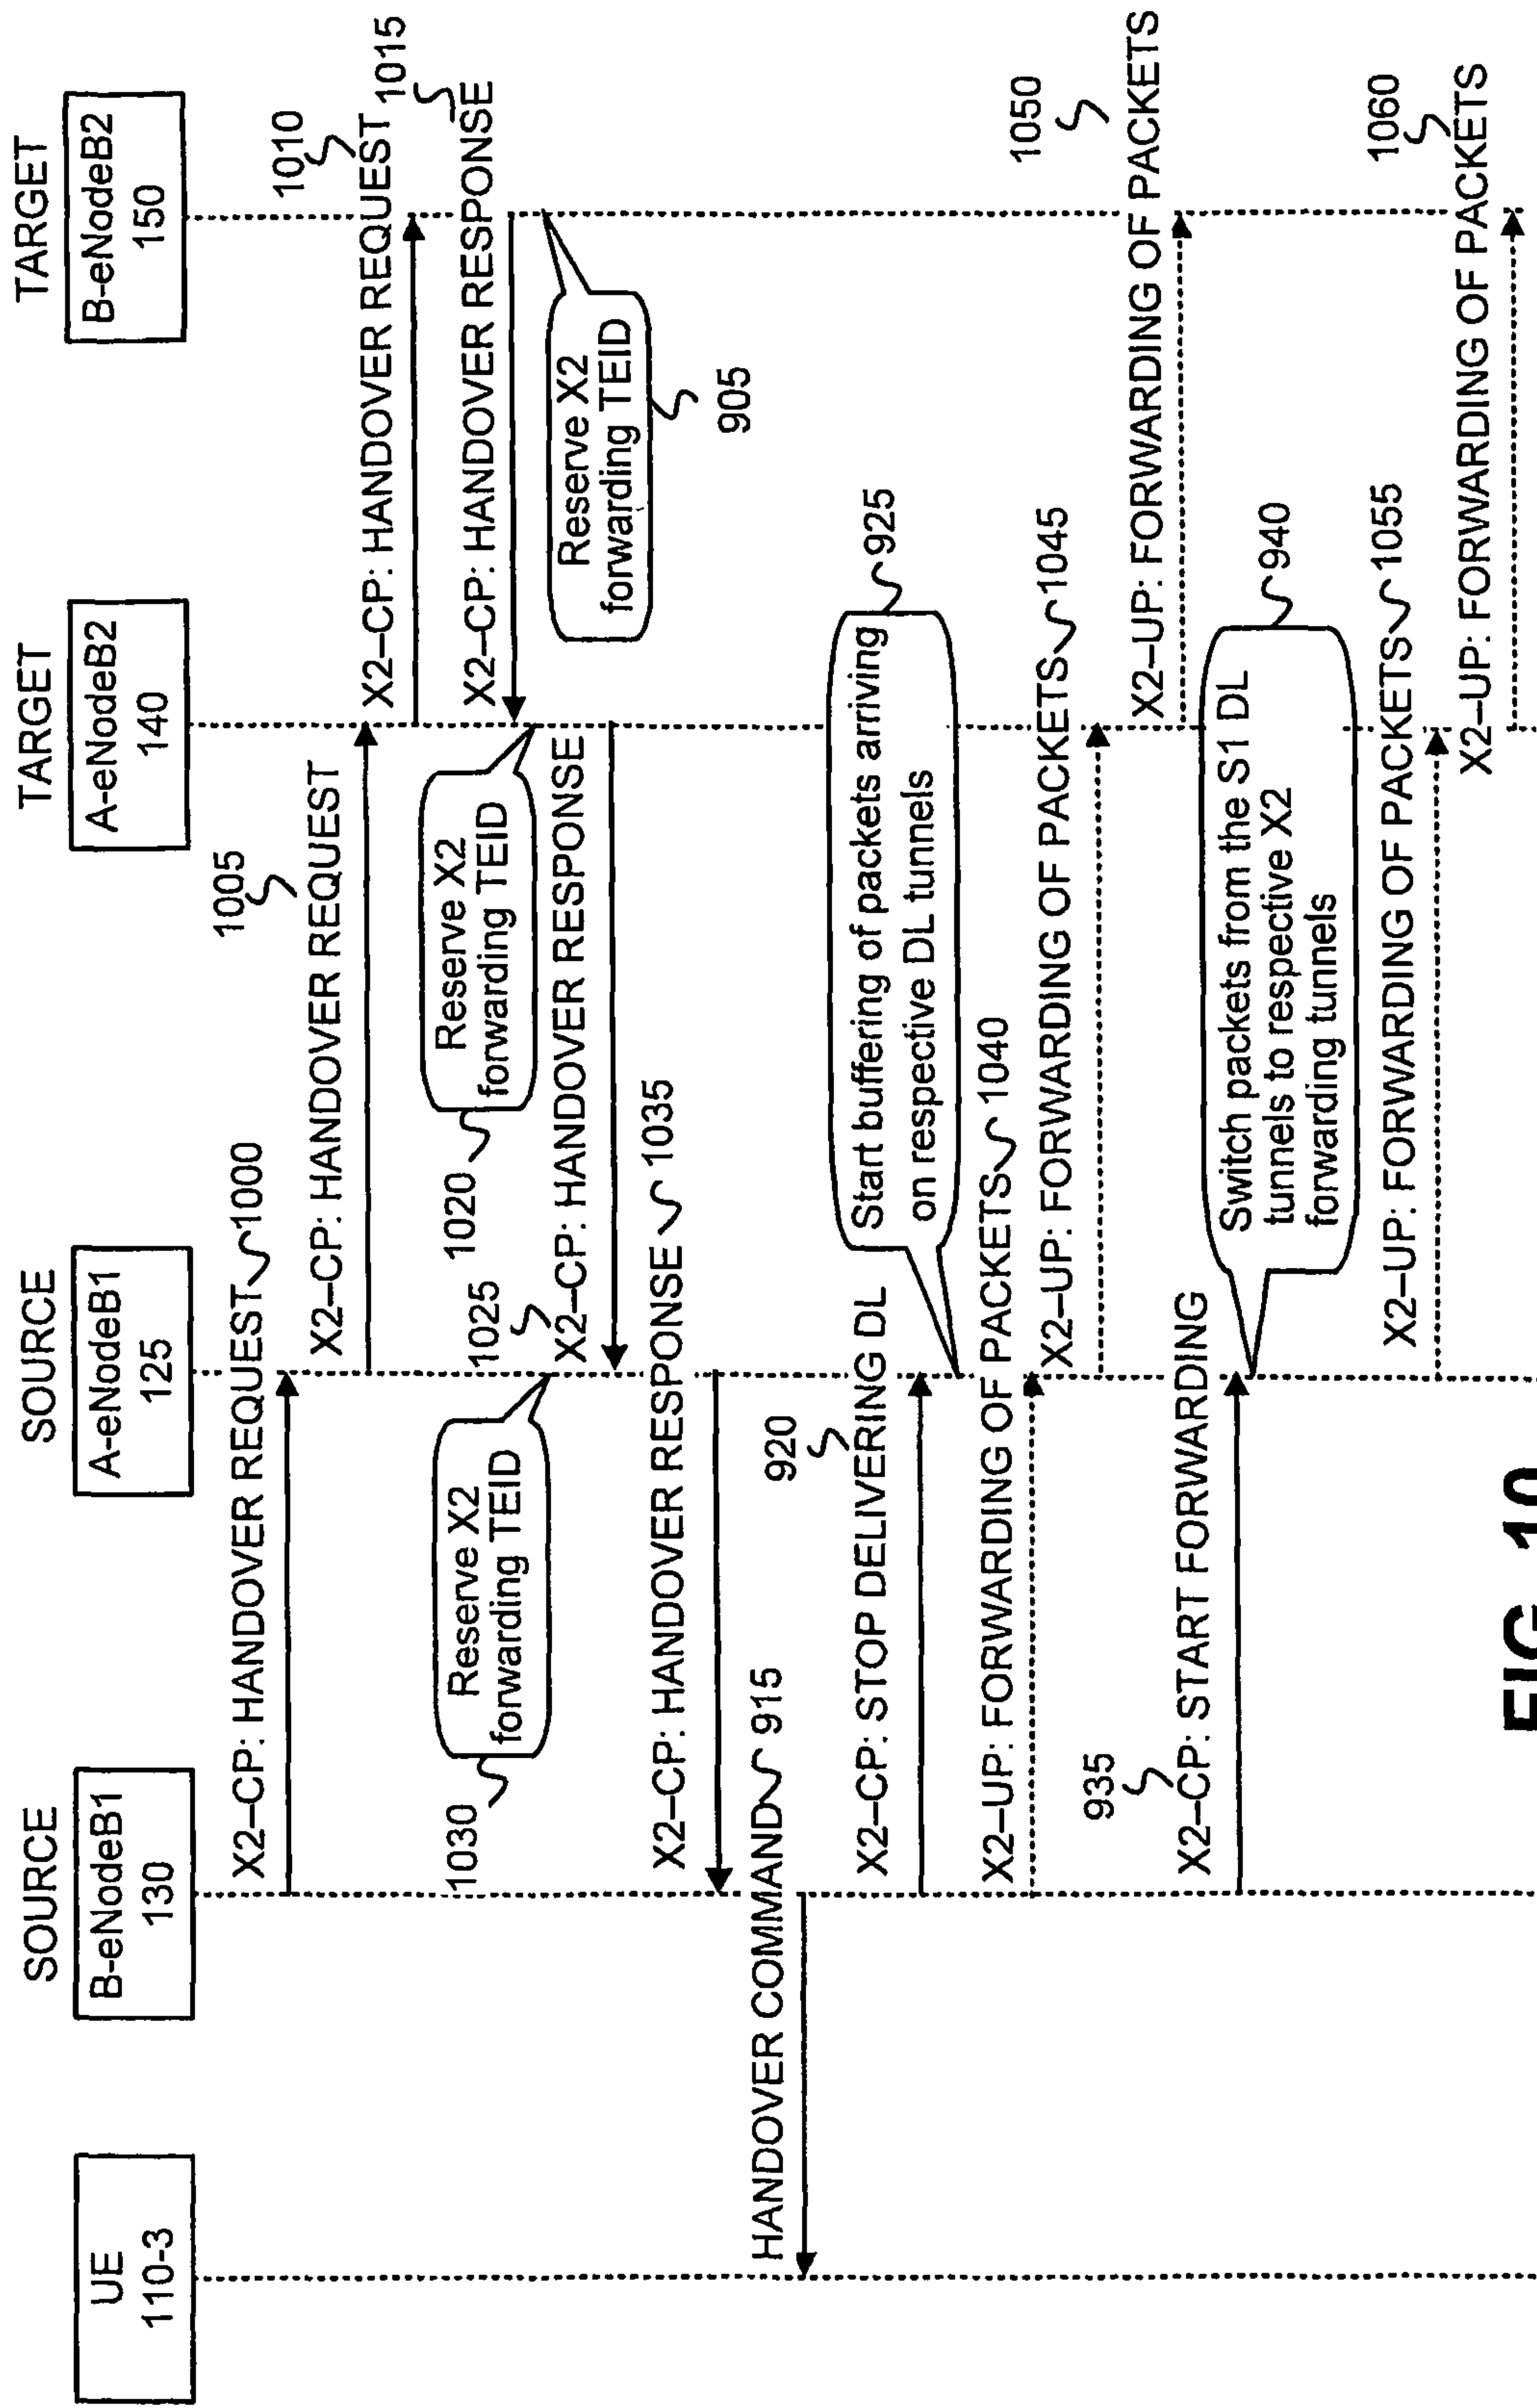 UE
110-3
SOURCE
B-eNodeB1
130
SOURCE
A-eNodeB1
125
TARGET
A-eNodeB2
140
TARGET
B-eNodeB2
150
X2–CP: HANDOVER REQUEST 1000
1005
X2–CP: HANDOVER REQUEST
1010
X2–CP: HANDOVER REQUEST
1015
X2–CP: HANDOVER RESPONSE
Reserve X2
forwarding TEID
905
Reserve X2
forwarding TEID
1020
1025
X2–CP: HANDOVER RESPONSE
Reserve X2
forwarding TEID
1030
X2–CP: HANDOVER RESPONSE 1035
HANDOVER COMMAND 915
920
X2–CP: STOP DELIVERING DL
Start buffering of packets arriving
on respective DL tunnels
925
X2–UP: FORWARDING OF PACKETS 1040
X2–UP: FORWARDING OF PACKETS 1045
1050
X2–UP: FORWARDING OF PACKETS
935
X2–CP: START FORWARDING
Switch packets from the S1 DL
tunnels to respective X2
forwarding tunnels
940
X2–UP: FORWARDING OF PACKETS 1055
1060
X2–UP: FORWARDING OF PACKETS
FIG. 10